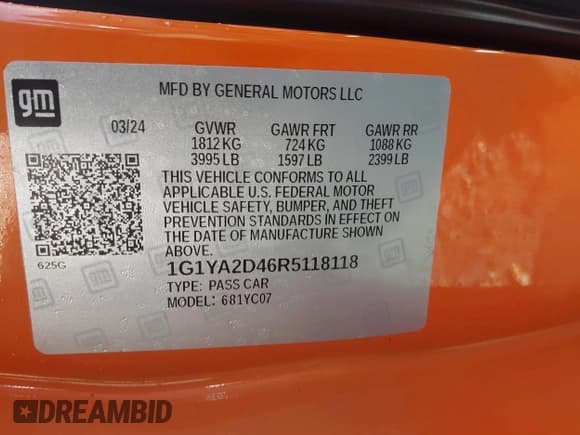 gm
MFD BY GENERAL MOTORS LLC
03/24 GVWR GAWR FRT GAWR RR
1812 KG 724 KG 1088 KG
3995 LB 1597 LB 2399 LB
THIS VEHICLE CONFORMS TO ALL
APPLICABLE U.S. FEDERAL MOTOR
VEHICLE SAFETY, BUMPER, AND THEFT
PREVENTION STANDARDS IN EFFECT ON
THE DATE OF MANUFACTURE SHOWN
ABOVE.
625G
1G1YA2D46R5118118
TYPE: PASS CAR
MODEL: 681YC07
DREAMBID